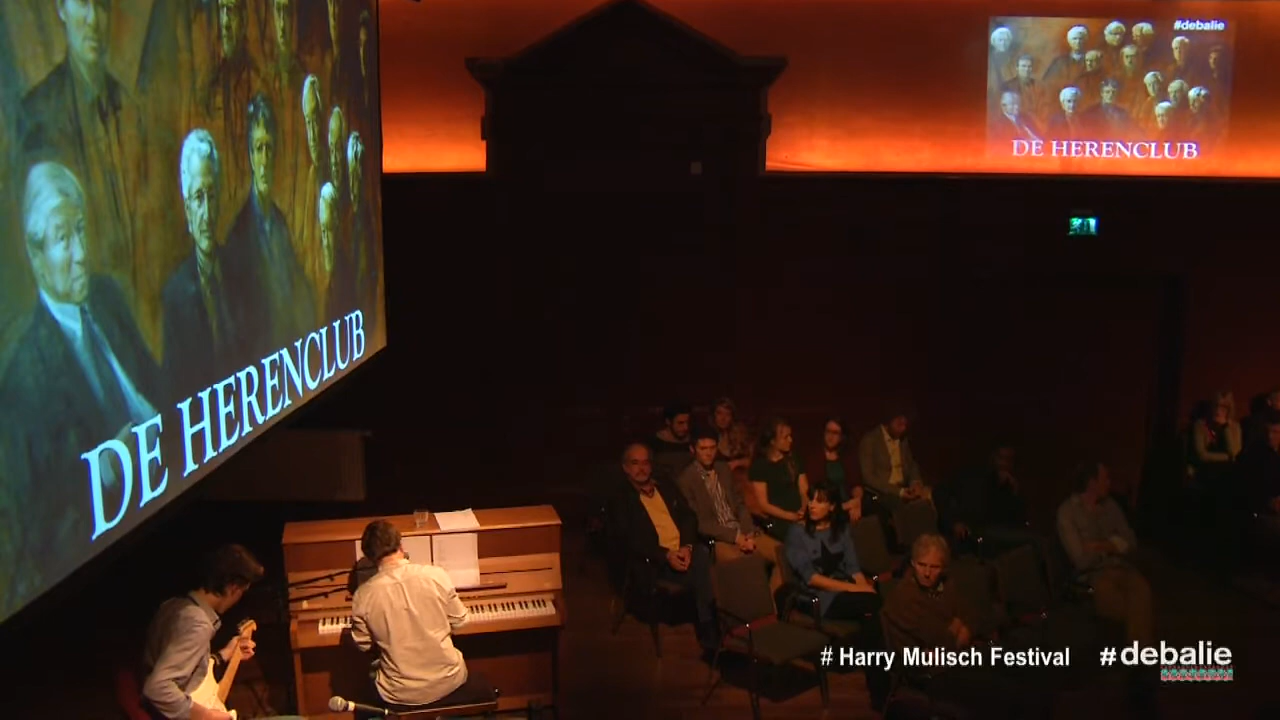 #debalie
DE HERENCLUB
DE HERENCLUB
# Harry Mulisch Festival
#debalie